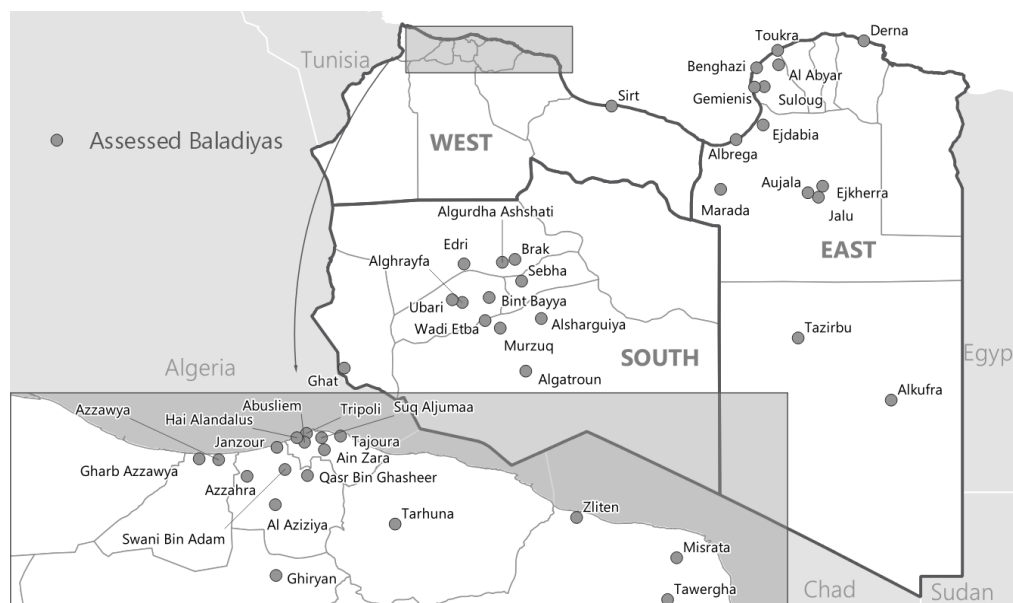 Derna
Toukra
Tunisia
Benghazi
Al Abyar
Gemienis
Suloug
Sirt
Assessed Baladiyas
WEST
Ejdabia
Albrega
Aujala
Ejkherra
Marada
Jalu
Algurdha Ashshati
Edri
Brak
EAST
Alghrayfa
Sebha
Ubari
Bint Bayya
Wadi Etba
Alsharguiya
Tazirbu
Murzuq
SOUTH
Egyp
Algeria
Ghat
Algatroun
Alkufra
Azzawya
Abusliem
Tripoli
Suq Aljumaa
Hai Alandalus
Janzour
Tajoura
Ain Zara
Gharb Azzawya
Qasr Bin Ghasheer
Azzahra
Zliten
Tarhuna
Al Aziziya
Swani Bin Adam
Misrata
Ghiryan
Tawergha
Chad
Sudan